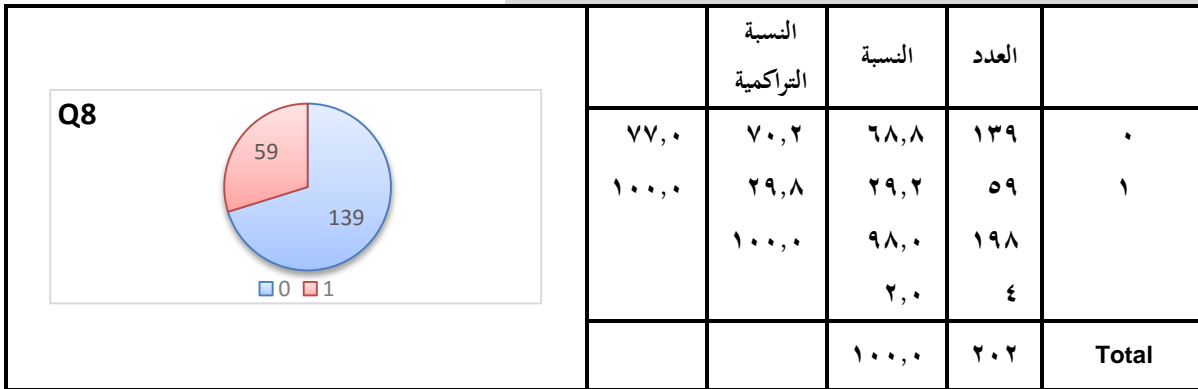 العدد النسبة النسبة التراكمية
٠ ١٣٩ ٦٨,٨ ٧٠,٢ ٧٧,٠
١ ٥٩ ٢٩,٢ ٢٩,٨ ١٠٠,٠
١٩٨ ٩٨,٠ ١٠٠,٠
٤ ٢,٠
Total ٢٠٢ ١٠٠,٠
Q8
59
139
0 1